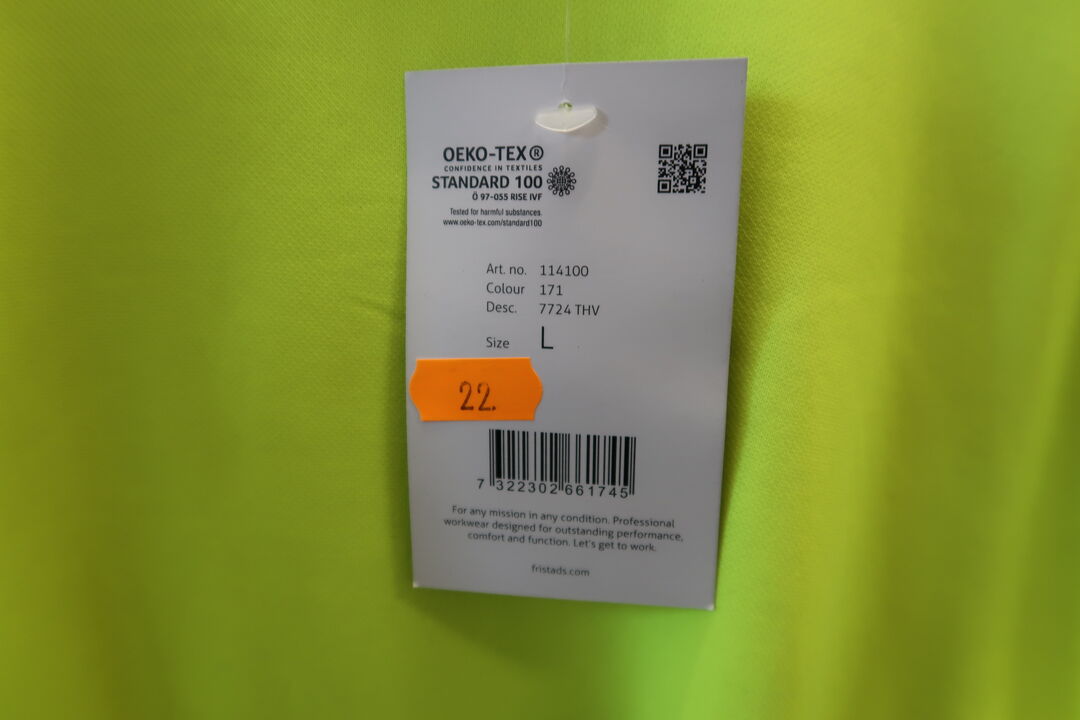 OEKO-TEX®
CONFIDENCE IN TEXTILES
STANDARD 100
Ö 97-055 RISE IVF
Tested for harmful substances.
www.oeko-tex.com/standard100
Art. no. 114100
Colour 171
Desc. 7724 THV
Size L
22.
7 322302 661745
For any mission in any condition. Professional
workwear designed for outstanding performance,
comfort and function. Let's get to work.
fristads.com